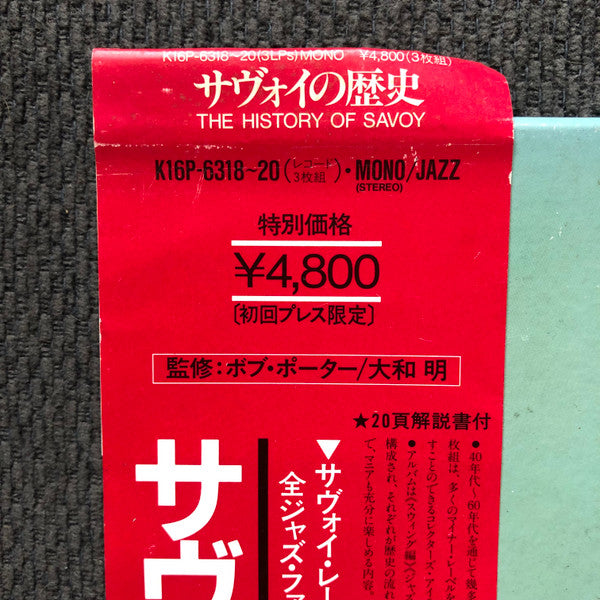 K16P-6318~20(3LPs)MONO ¥4,800(3枚組)
サヴォイの歴史
THE HISTORY OF SAVOY
K16P-6318~20(レコード3枚組)・MONO/JAZZ
(STEREO)
特別価格
¥4,800
〔初回プレス限定〕
監修:ボブ・ポーター/大和 明
★20頁解説書付
●40年代~60年代を通じて幾多
枚組は、多くのマイナー・レーベルを
すことのできるコレクターズ・アイ
●アルバムは《スウィング編》《ジャ
構成され、それぞれが歴史の流れ
で、マニアも充分に楽しめる内容。
▼サヴォイ・レー
全ジャズ・ファ
サヴ